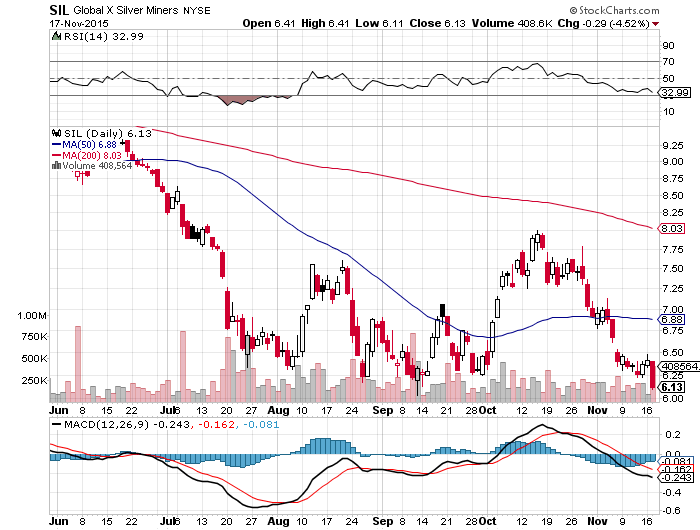 SIL Global X Silver Miners NYSE © StockCharts.com
17-Nov-2015 Open 6.41 High 6.41 Low 6.11 Close 6.13 Volume 408.6K Chg -0.29 (-4.52%)
RSI(14) 32.99
90
70
50
32.99
10
SIL (Daily) 6.13
MA(50) 6.88
MA(200) 8.03
Volume 408,564
9.25
9.00
8.75
8.50
8.25
8.03
7.75
7.50
7.25
7.00
6.88
6.75
6.50
408564
6.25
6.13
6.00
1.00M
750K
500K
250K
Jun 8 15 22 Jul 6 13 20 27 Aug 10 17 24 Sep 8 14 21 28 Oct 12 19 26 Nov 9 16
MACD(12,26,9) -0.243, -0.162, -0.081
0.2
0.0
-0.081
-0.162
-0.243
-0.4
-0.6
Jun 8 15 22 Jul 6 13 20 27 Aug 10 17 24 Sep 8 14 21 28 Oct 12 19 26 Nov 9 16